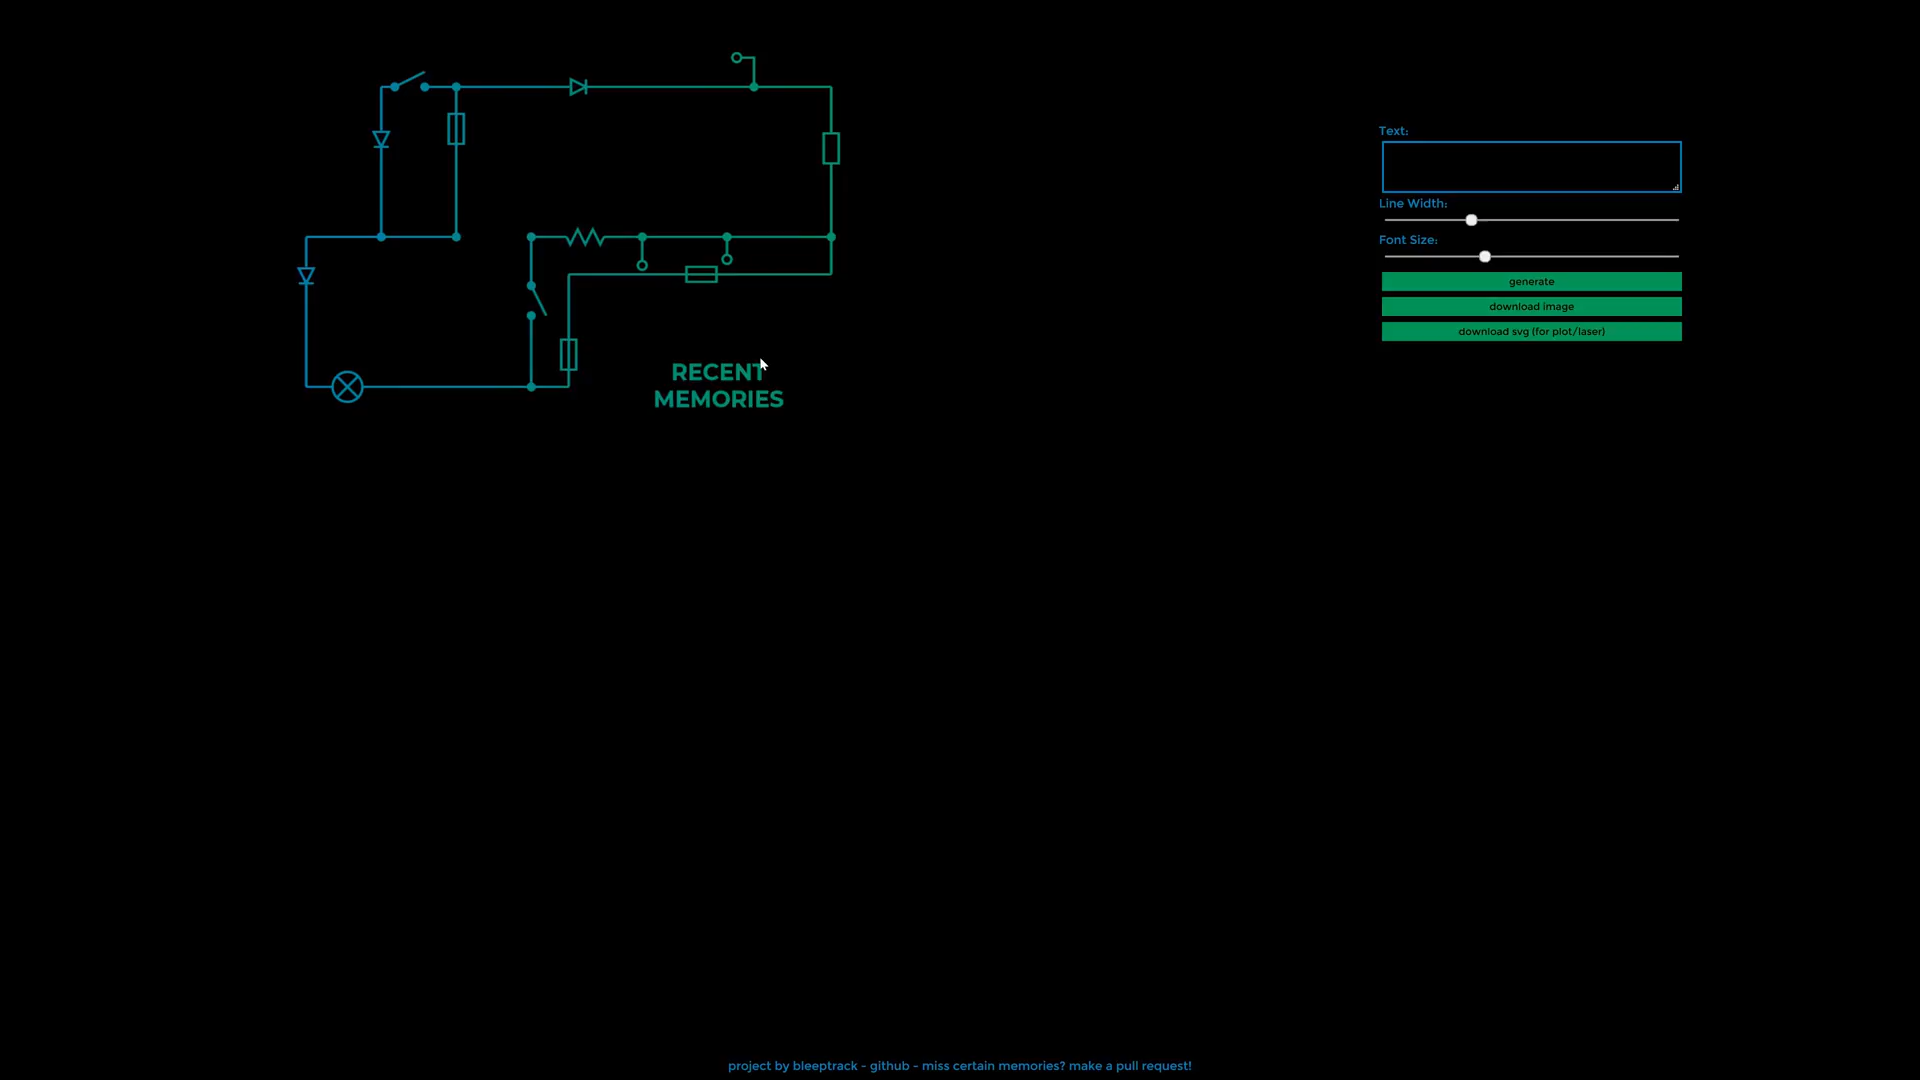 RECENT
MEMORIES
Text:
Line Width:
Font Size:
generate
download image
download svg (for plot/laser)
project by bleeptrack - github - miss certain memories? make a pull request!